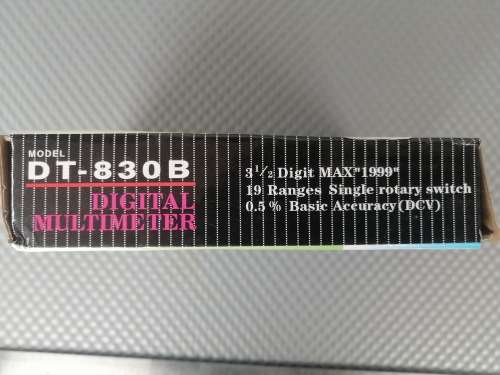 MODEL
DT-830B
DIGITAL
MULTIMETER
3 1/2 Digit MAX"1999"
19 Ranges Single rotary switch
0.5% Basic Accuracy(DCV)